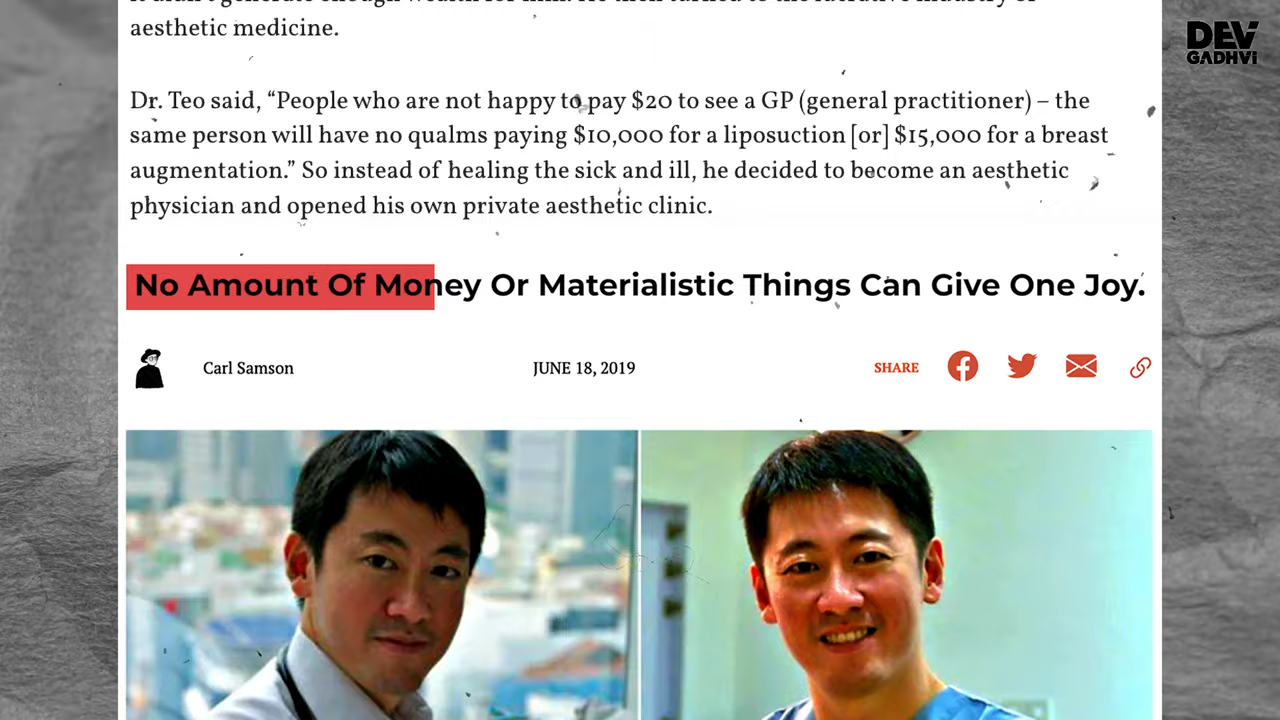 aesthetic medicine.
Dr. Teo said, “People who are not happy to pay $20 to see a GP (general practitioner) – the
same person will have no qualms paying $10,000 for a liposuction [or] $15,000 for a breast
augmentation.” So instead of healing the sick and ill, he decided to become an aesthetic
physician and opened his own private aesthetic clinic.
No Amount Of Money Or Materialistic Things Can Give One Joy.
Carl Samson JUNE 18, 2019 SHARE
DEV
GADHVI